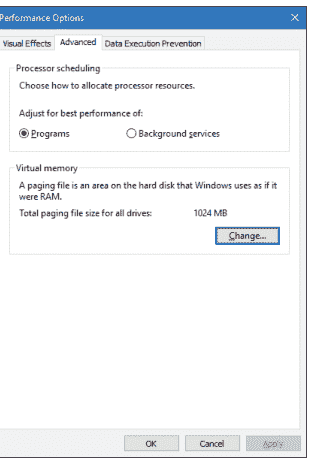 Performance Options
Visual Effects Advanced Data Execution Prevention
Processor scheduling
Choose how to allocate processor resources.
Adjust for best performance of:
Programs Background services
Virtual memory
A paging file is an area on the hard disk that Windows uses as if it
were RAM.
Total paging file size for all drives: 1024 MB
Change...
OK Cancel Apply